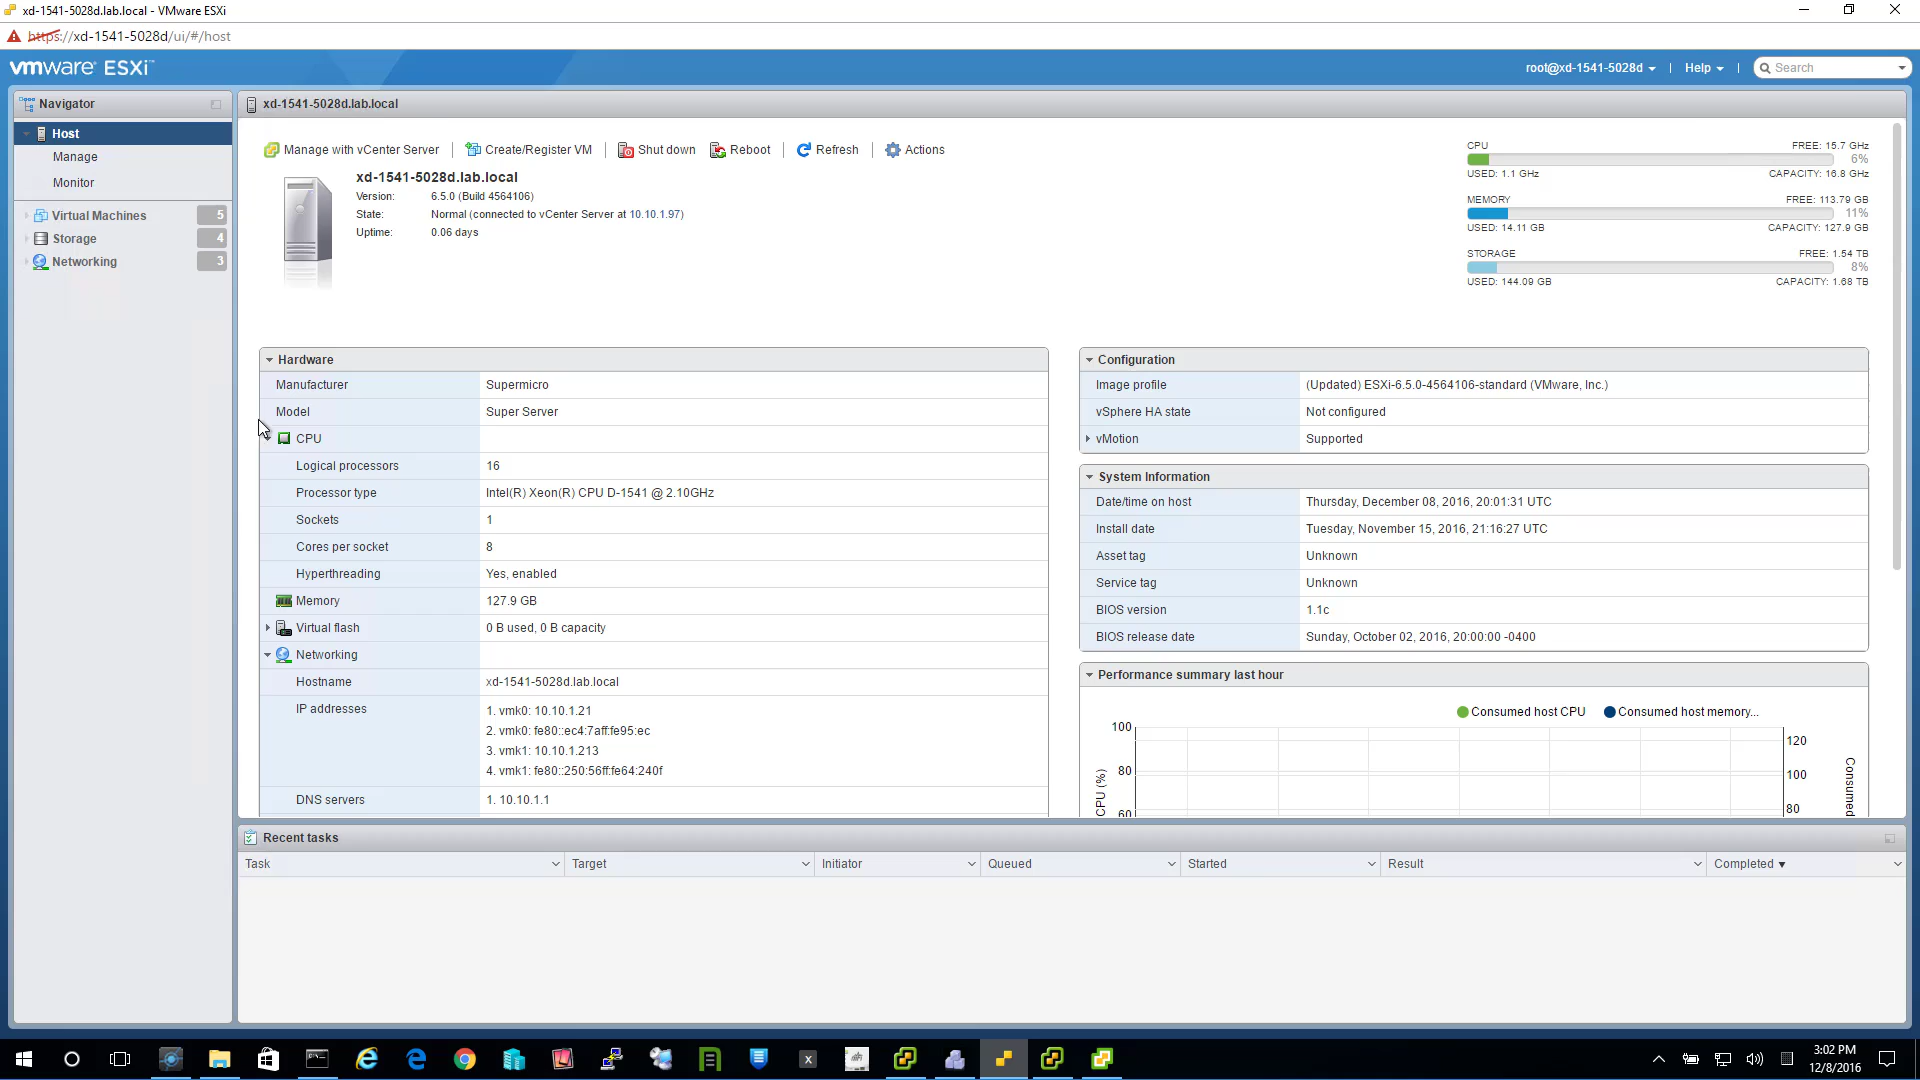 xd-1541-5028d.lab.local - VMware ESXi
https://xd-1541-5028d/ui/#/host
vmware ESXi™
root@xd-1541-5028d
Help
Search
Navigator
Host
Manage
Monitor
Virtual Machines 5
Storage 4
Networking 3
xd-1541-5028d.lab.local
Manage with vCenter Server
Create/Register VM
Shut down
Reboot
Refresh
Actions
xd-1541-5028d.lab.local
Version: 6.5.0 (Build 4564106)
State: Normal (connected to vCenter Server at 10.10.1.97)
Uptime: 0.06 days
CPU FREE: 15.7 GHz
6%
USED: 1.1 GHz CAPACITY: 16.8 GHz
MEMORY FREE: 113.79 GB
11%
USED: 14.11 GB CAPACITY: 127.9 GB
STORAGE FREE: 1.54 TB
8%
USED: 144.09 GB CAPACITY: 1.68 TB
Hardware
Manufacturer Supermicro
Model Super Server
CPU
Logical processors 16
Processor type Intel(R) Xeon(R) CPU D-1541 @ 2.10GHz
Sockets 1
Cores per socket 8
Hyperthreading Yes, enabled
Memory 127.9 GB
Virtual flash 0 B used, 0 B capacity
Networking
Hostname xd-1541-5028d.lab.local
IP addresses 1. vmk0: 10.10.1.21
2. vmk0: fe80::ec4:7aff:fe95:ec
3. vmk1: 10.10.1.213
4. vmk1: fe80::250:56ff:fe64:240f
DNS servers 1. 10.10.1.1
Configuration
Image profile (Updated) ESXi-6.5.0-4564106-standard (VMware, Inc.)
vSphere HA state Not configured
vMotion Supported
System Information
Date/time on host Thursday, December 08, 2016, 20:01:31 UTC
Install date Tuesday, November 15, 2016, 21:16:27 UTC
Asset tag Unknown
Service tag Unknown
BIOS version 1.1c
BIOS release date Sunday, October 02, 2016, 20:00:00 -0400
Performance summary last hour
Consumed host CPU Consumed host memory...
100
80
60
CPU (%)
120
100
80
Consumed
Recent tasks
Task Target Initiator Queued Started Result Completed ▼
3:02 PM
12/8/2016